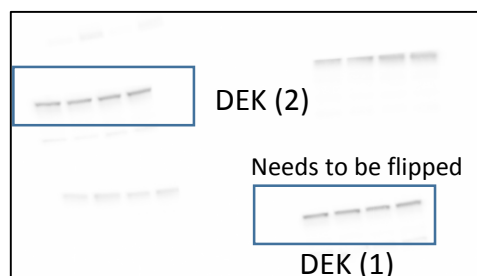 DEK (2)
Needs to be flipped
DEK (1)